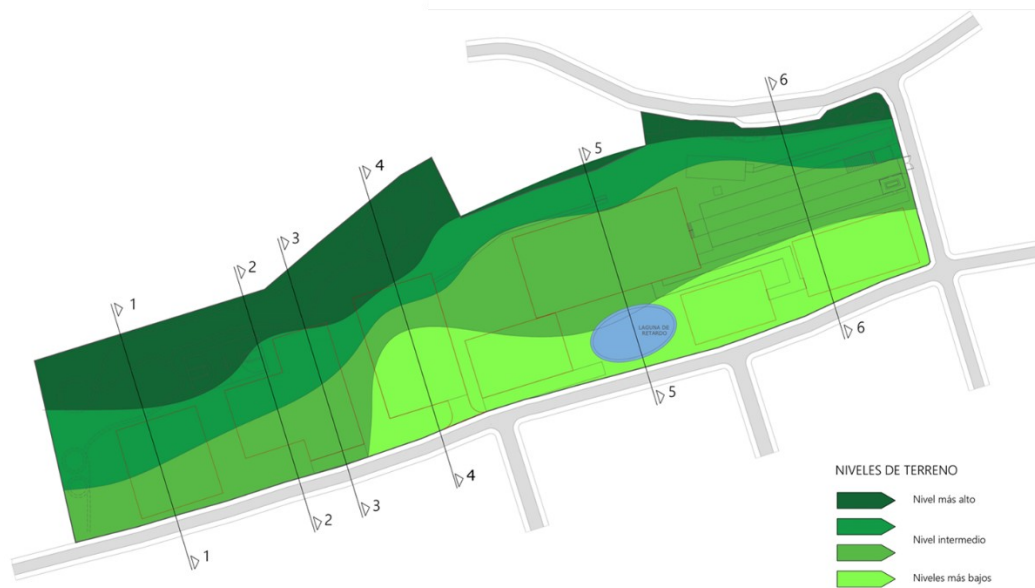 6
6
5
5
4
4
3
3
2
2
1
1
LAGUNA DE
RETARDO
NIVELES DE TERRENO
Nivel más alto
Nivel intermedio
Niveles más bajos